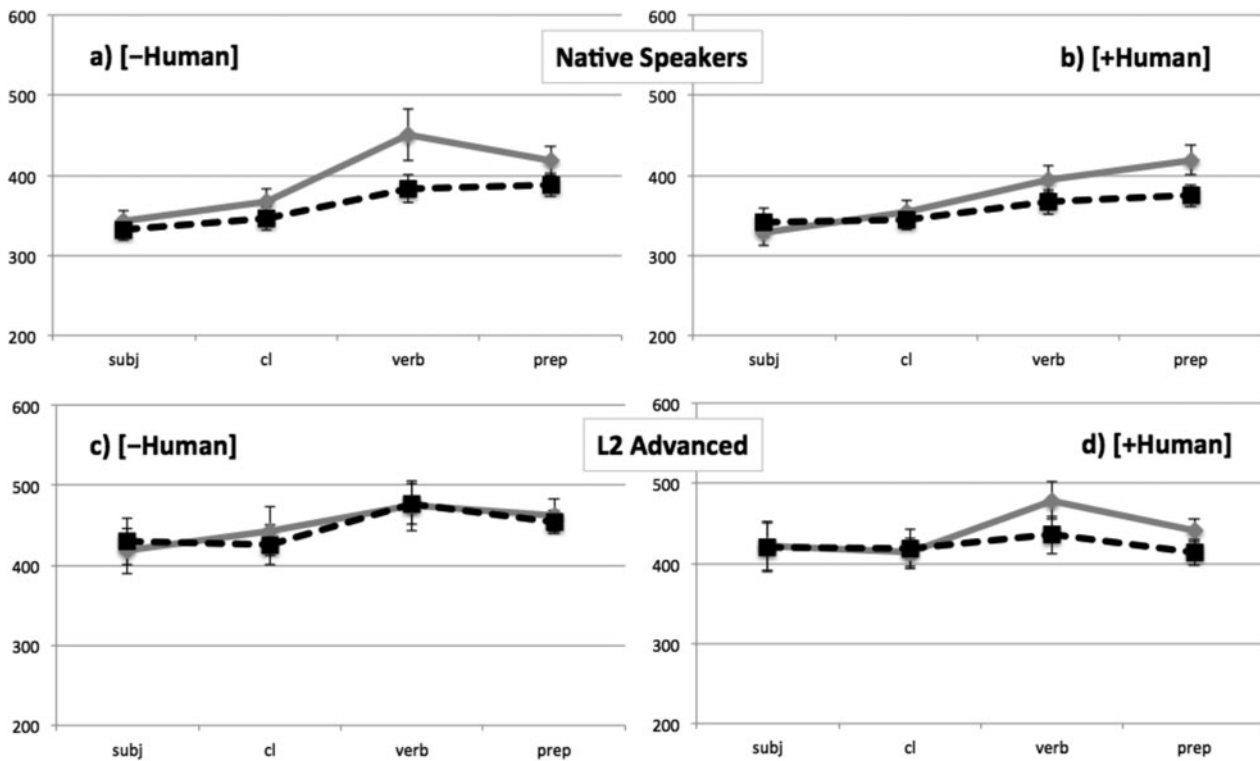 600
500
400
300
200
a) [−Human]
subj cl verb prep
Native Speakers
600
500
400
300
200
b) [+Human]
subj cl verb prep
600
500
400
300
200
c) [−Human]
subj cl verb prep
L2 Advanced
600
500
400
300
200
d) [+Human]
subj cl verb prep